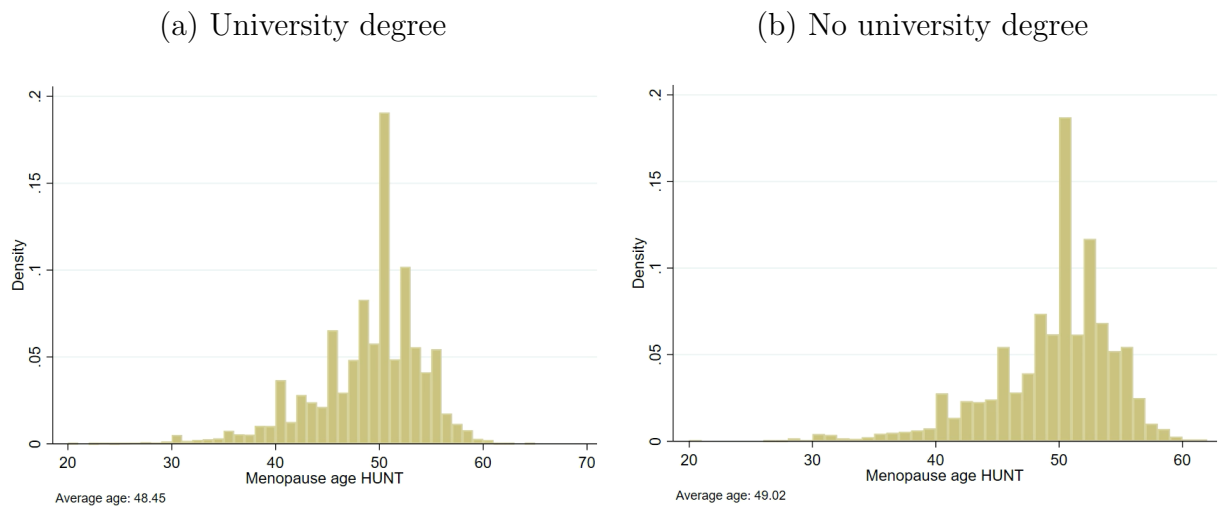 (a) University degree
Density
.2
.15
.1
.05
0
20 30 40 50 60 70
Menopause age HUNT
Average age: 48.45
(b) No university degree
Density
.2
.15
.1
.05
0
20 30 40 50 60
Menopause age HUNT
Average age: 49.02